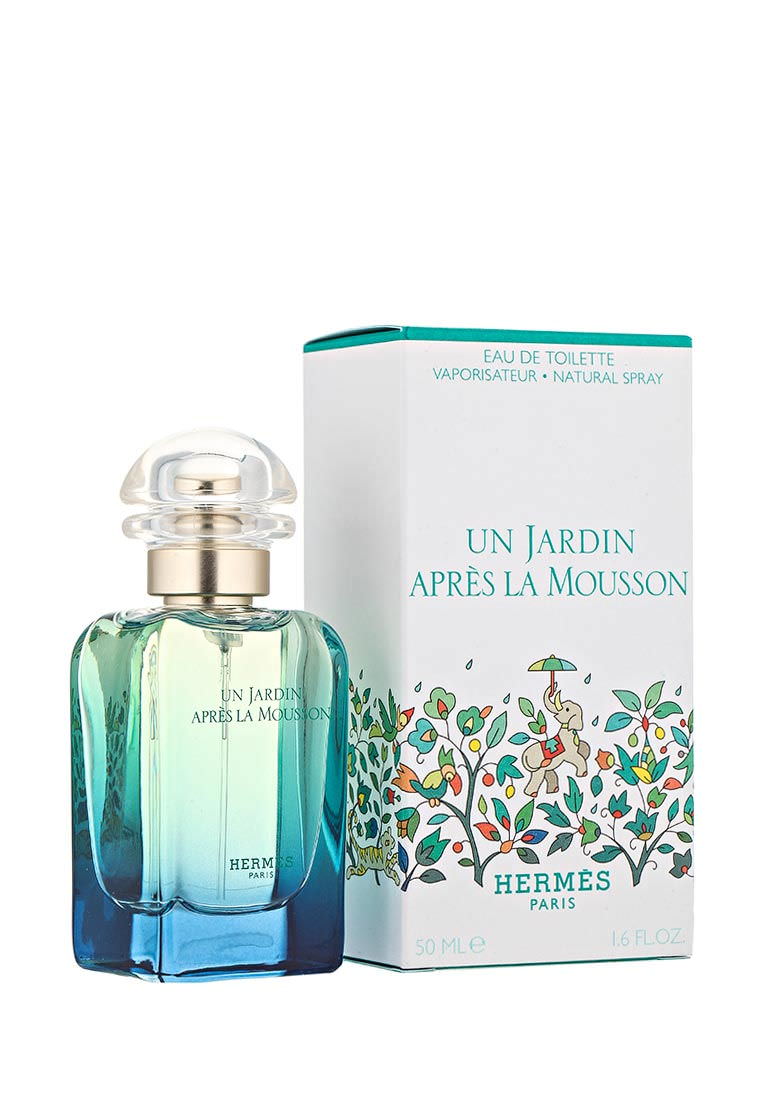 UN JARDIN
APRÈS LA MOUSSON
HERMÈS
PARIS
EAU DE TOILETTE
VAPORISATEUR • NATURAL SPRAY
UN JARDIN
APRÈS LA MOUSSON
HERMÈS
PARIS
50 ML e
1.6 FL.OZ.